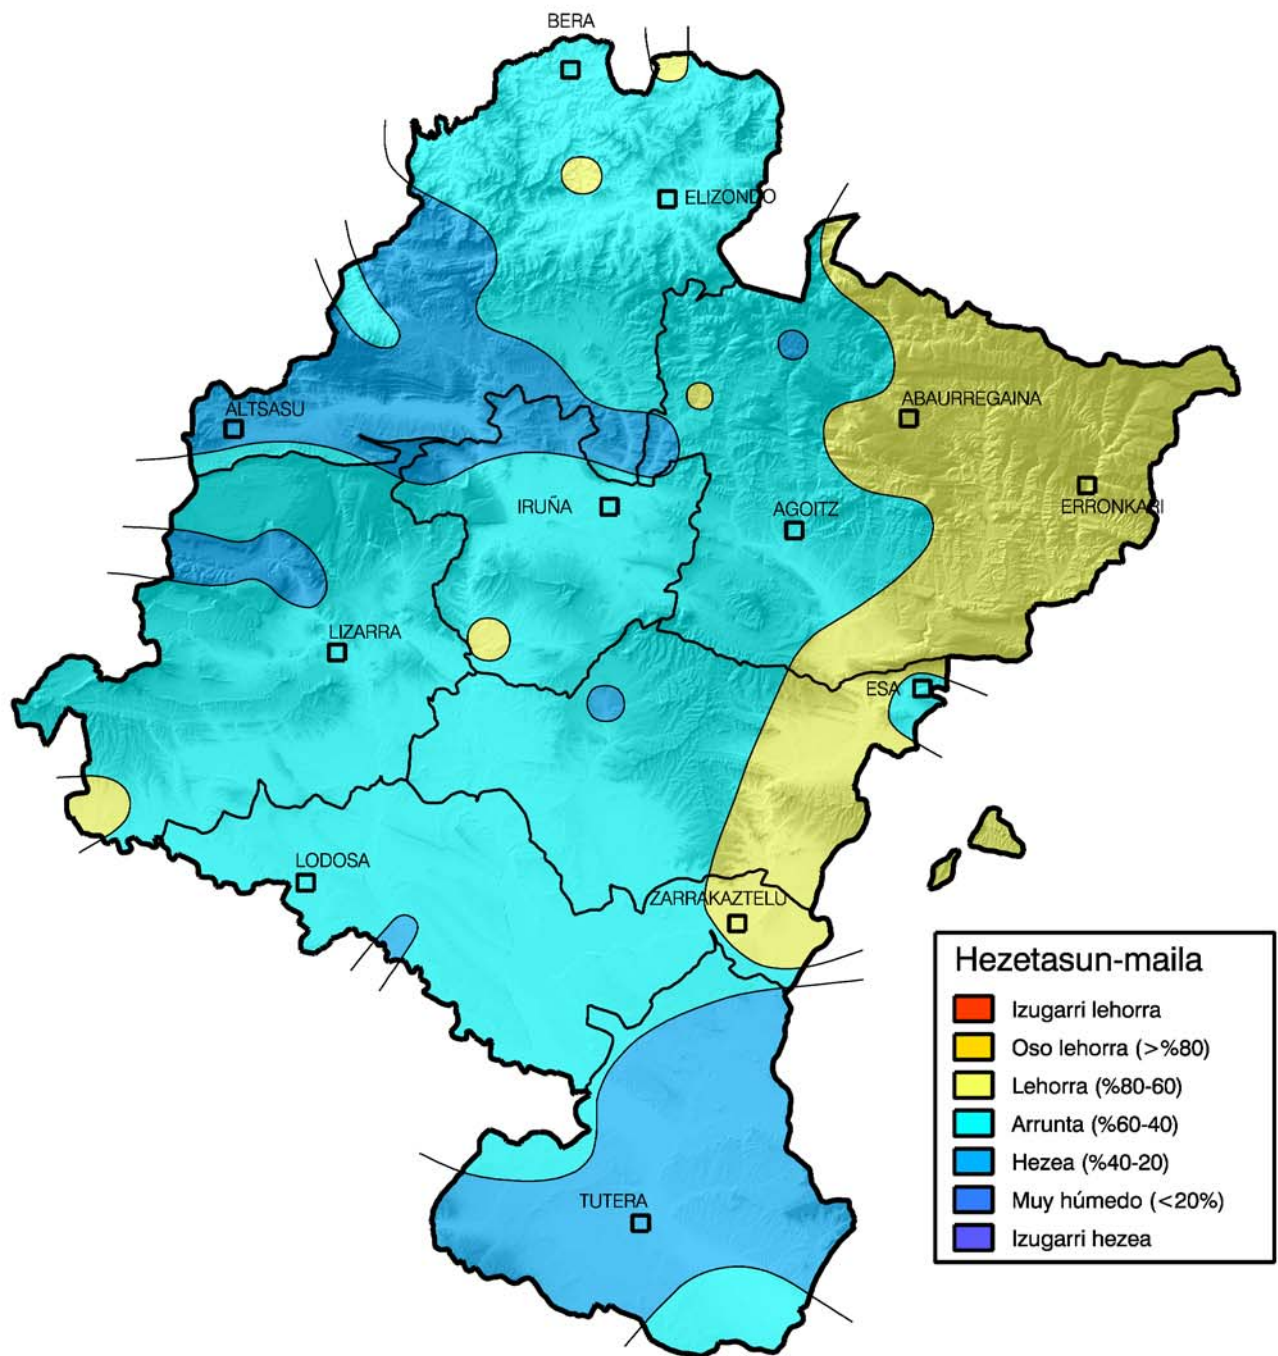 BERA
ELIZONDO
ALTSASU
ABAURREGAINA
IRUÑA
AGOITZ
ERRONKARI
LIZARRA
ESA
LODOSA
ZARRAKAZTELU
TUTERA
Hezetasun-maila
Izugarri lehorra
Oso lehorra (>%80)
Lehorra (%80-60)
Arrunta (%60-40)
Hezea (%40-20)
Muy húmedo (<20%)
Izugarri hezea